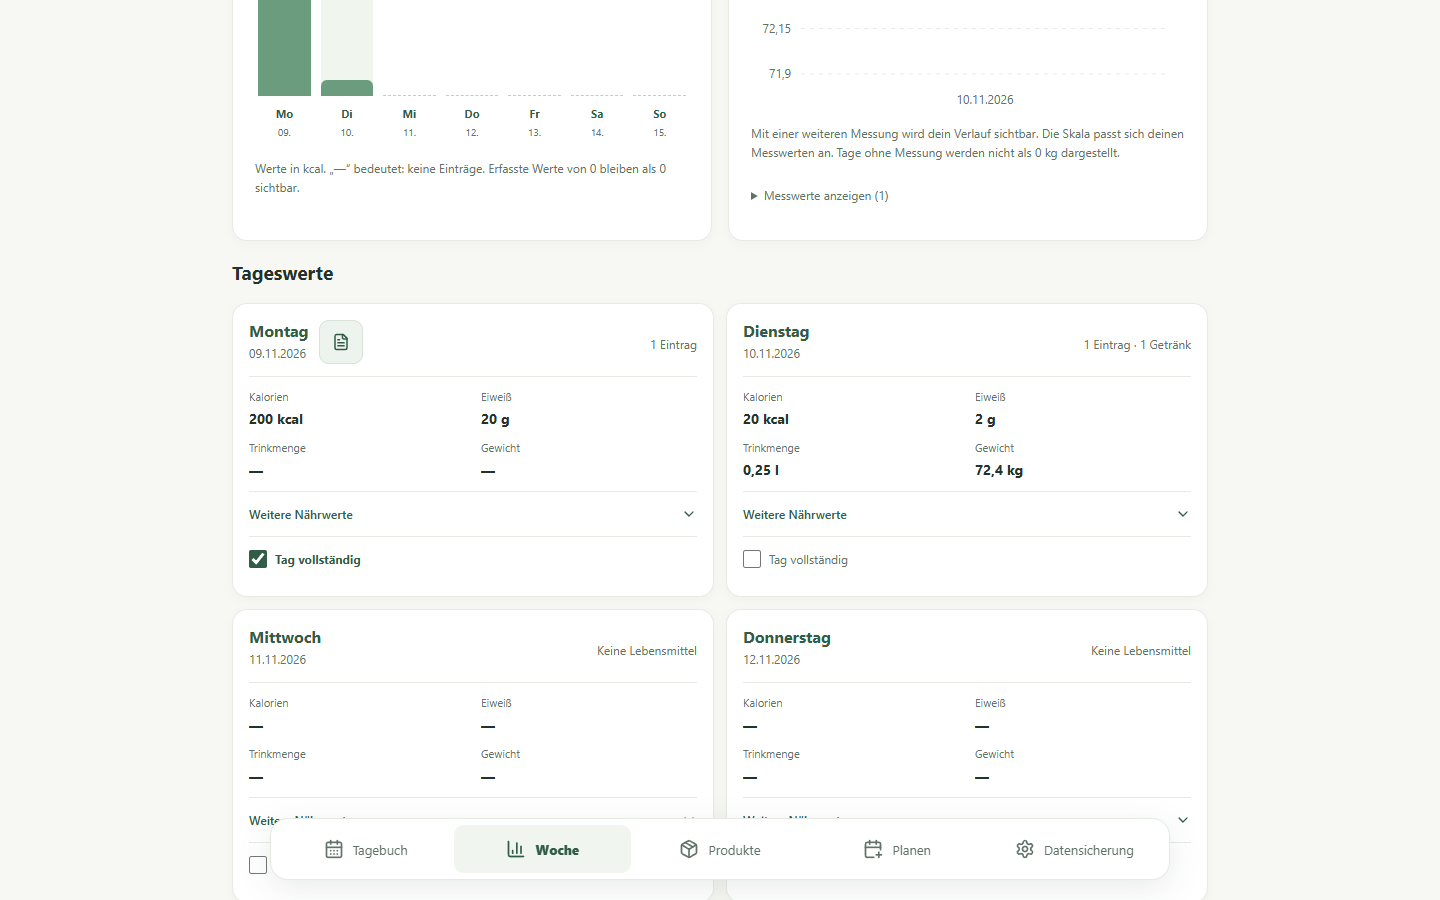 Mo
Di
Mi
Do
Fr
Sa
So
09.
10.
11.
12.
13.
14.
15.
Werte in kcal. „—“ bedeutet: keine Einträge. Erfasste Werte von 0 bleiben als 0
sichtbar.
72,15
71,9
10.11.2026
Mit einer weiteren Messung wird dein Verlauf sichtbar. Die Skala passt sich deinen
Messwerten an. Tage ohne Messung werden nicht als 0 kg dargestellt.
Messwerte anzeigen (1)
Tageswerte
Montag
09.11.2026
1 Eintrag
Kalorien
Eiweiß
200 kcal
20 g
Trinkmenge
Gewicht
—
—
Weitere Nährwerte
Tag vollständig
Dienstag
10.11.2026
1 Eintrag · 1 Getränk
Kalorien
Eiweiß
20 kcal
2 g
Trinkmenge
Gewicht
0,25 l
72,4 kg
Weitere Nährwerte
Tag vollständig
Mittwoch
11.11.2026
Keine Lebensmittel
Kalorien
Eiweiß
—
—
Trinkmenge
Gewicht
—
—
Donnerstag
12.11.2026
Keine Lebensmittel
Kalorien
Eiweiß
—
—
Trinkmenge
Gewicht
—
—
Tagebuch
Woche
Produkte
Planen
Datensicherung